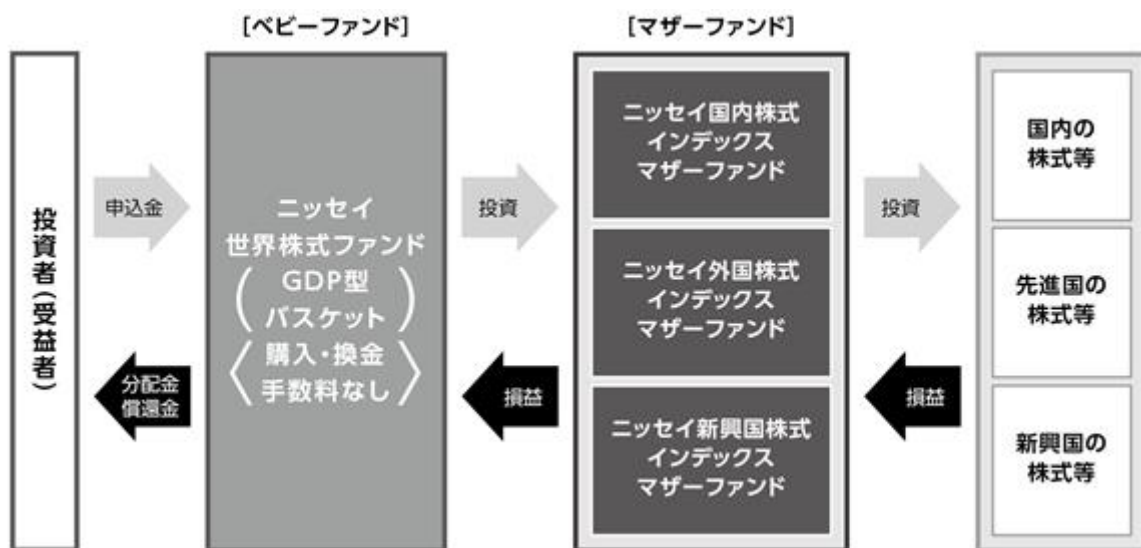 [ベビーファンド]
[マザーファンド]
投資者(受益者)
申込金
分配金
償還金
ニッセイ
世界株式ファンド
(GDP型
バスケット)
〈購入・換金
手数料なし〉
投資
損益
ニッセイ国内株式
インデックス
マザーファンド
ニッセイ外国株式
インデックス
マザーファンド
ニッセイ新興国株式
インデックス
マザーファンド
投資
損益
国内の
株式等
先進国の
株式等
新興国の
株式等